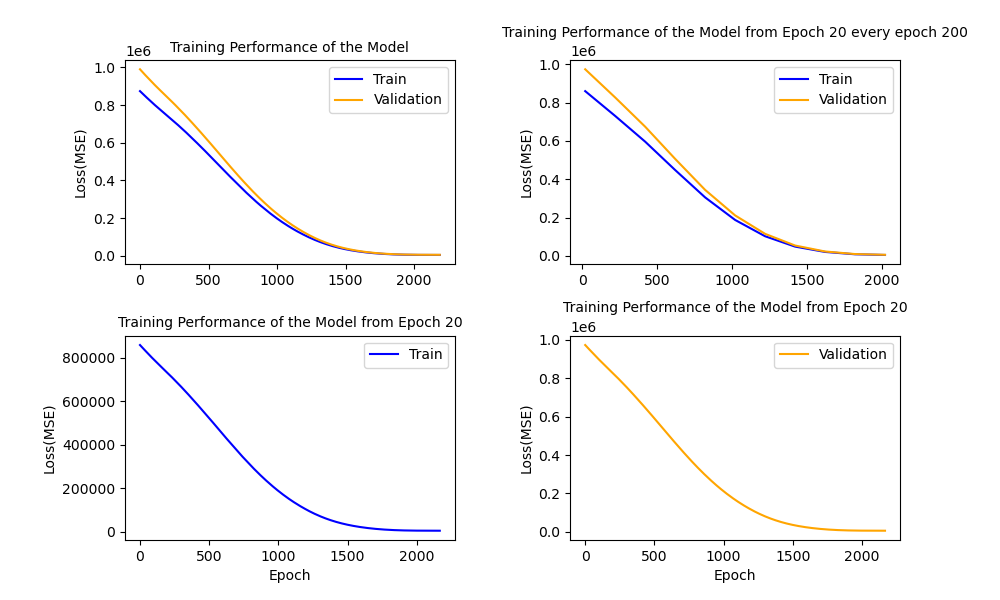 Training Performance of the Model
1e6
Loss(MSE)
1.0
0.8
0.6
0.4
0.2
0.0
0
500
1000
1500
2000
Train
Validation
Training Performance of the Model from Epoch 20 every epoch 200
1e6
Loss(MSE)
1.0
0.8
0.6
0.4
0.2
0.0
0
500
1000
1500
2000
Train
Validation
Training Performance of the Model from Epoch 20
Loss(MSE)
800000
600000
400000
200000
0
0
500
1000
1500
2000
Epoch
Train
Training Performance of the Model from Epoch 20
1e6
Loss(MSE)
1.0
0.8
0.6
0.4
0.2
0.0
0
500
1000
1500
2000
Epoch
Validation